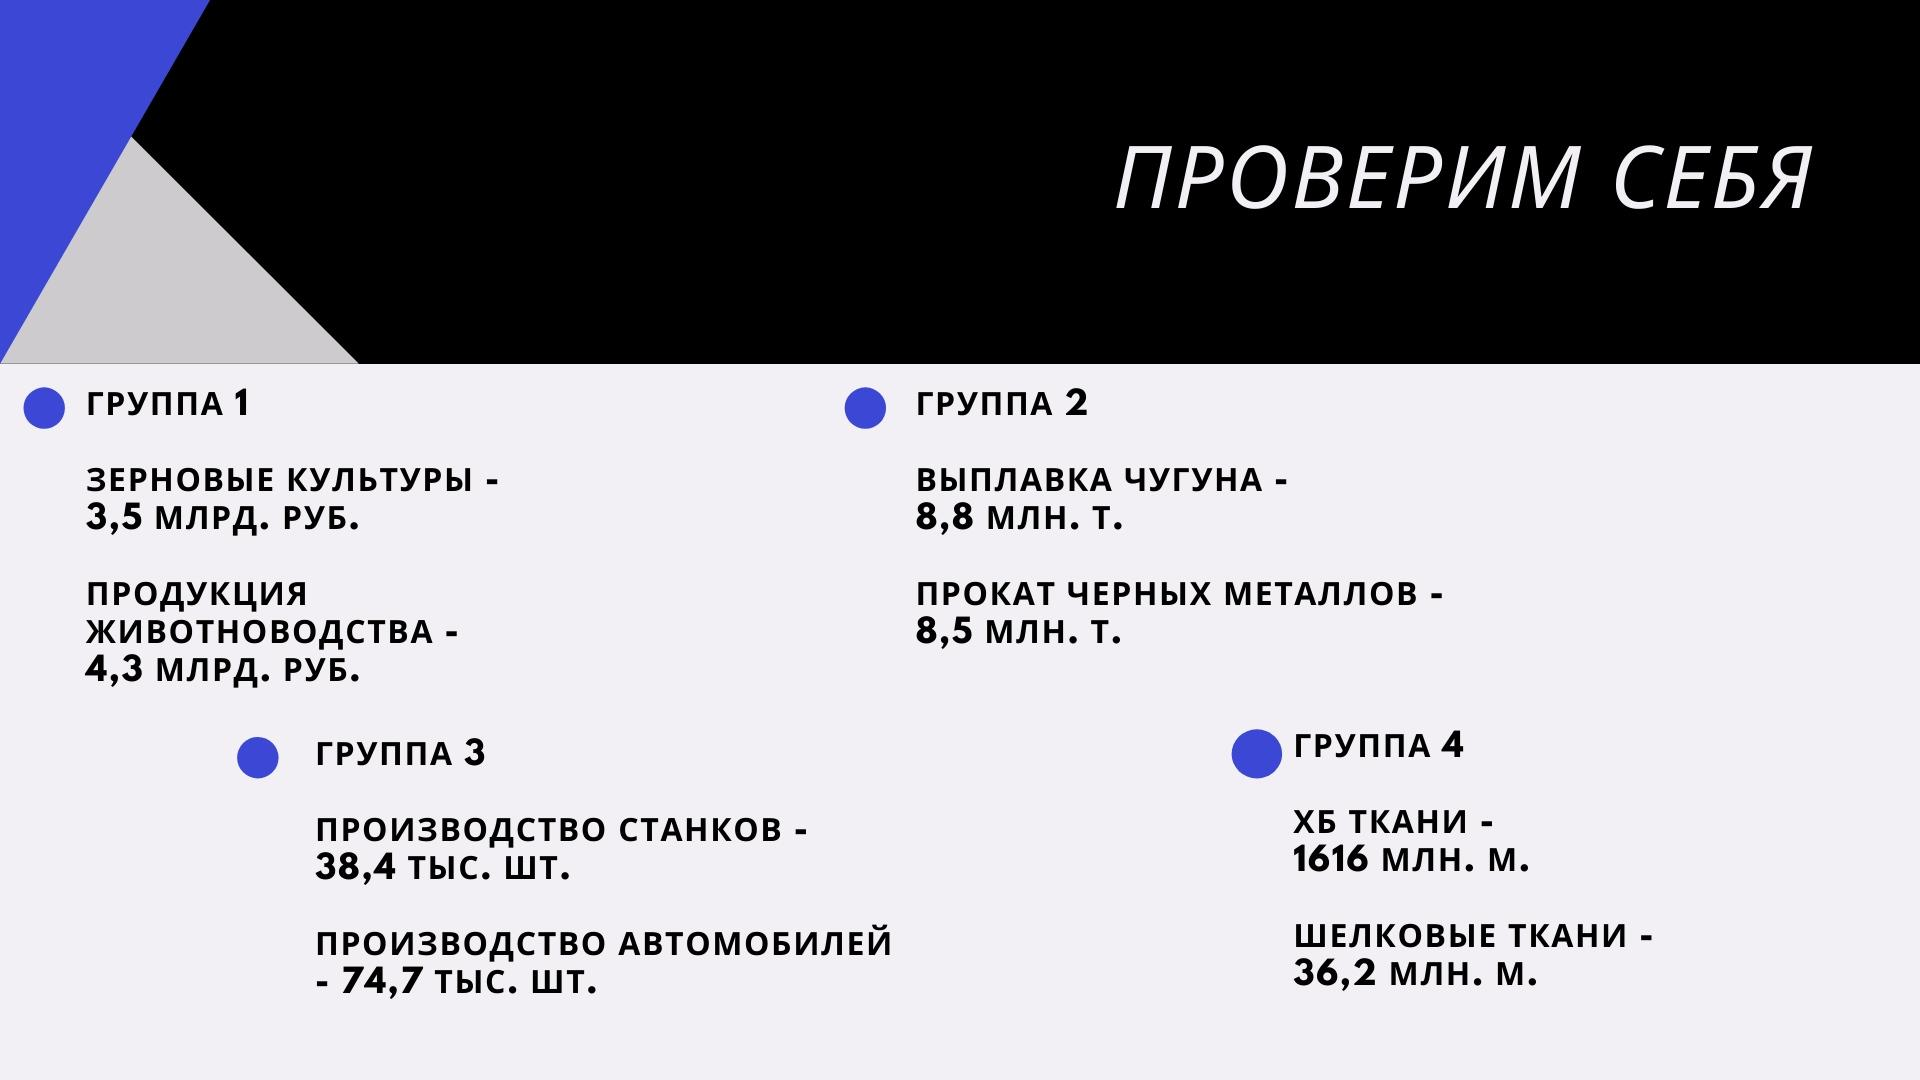 ПРОВЕРИМ СЕБЯ
ГРУППА 1
ЗЕРНОВЫЕ КУЛЬТУРЫ -
3,5 МЛРД. РУБ.
ПРОДУКЦИЯ
ЖИВОТНОВОДСТВА -
4,3 МЛРД. РУБ.
ГРУППА 2
ВЫПЛАВКА ЧУГУНА -
8,8 МЛН. Т.
ПРОКАТ ЧЕРНЫХ МЕТАЛЛОВ -
8,5 МЛН. Т.
ГРУППА 3
ПРОИЗВОДСТВО СТАНКОВ -
38,4 ТЫС. ШТ.
ПРОИЗВОДСТВО АВТОМОБИЛЕЙ
- 74,7 ТЫС. ШТ.
ГРУППА 4
ХБ ТКАНИ -
1616 МЛН. М.
ШЕЛКОВЫЕ ТКАНИ -
36,2 МЛН. М.